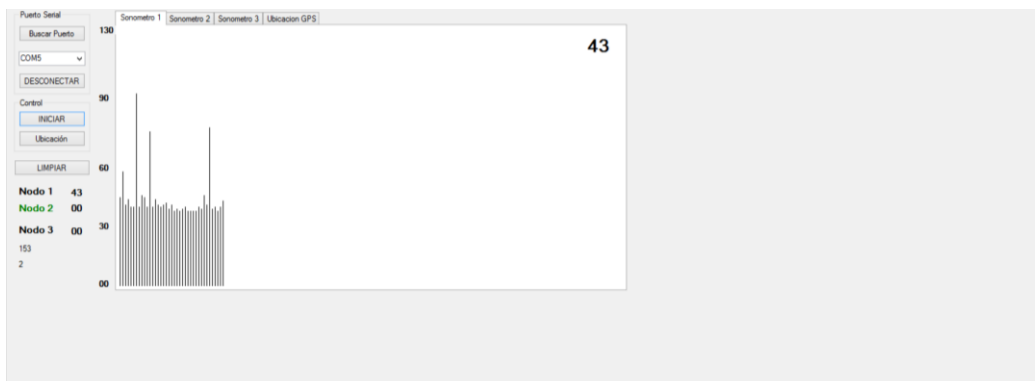 Puerto Serial
Buscar Puerto
COM5
DESCONECTAR
Control
INICIAR
Ubicación
LIMPIAR
Nodo 1 43
Nodo 2 00
Nodo 3 00
153
2
Sonometro 1 Sonometro 2 Sonometro 3 Ubicacion GPS
130
90
60
30
00
43